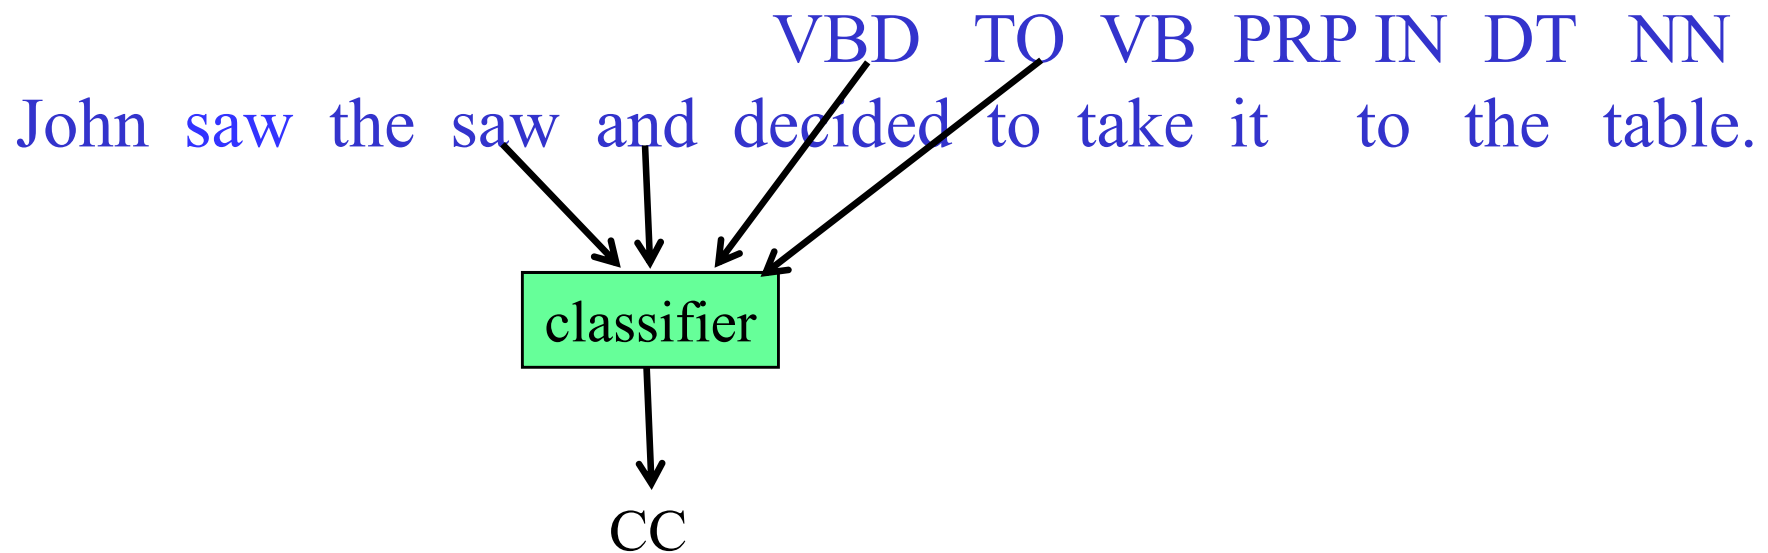 VBD TO VB PRP IN DT NN
John saw the saw and decided to take it to the table.
classifier
CC